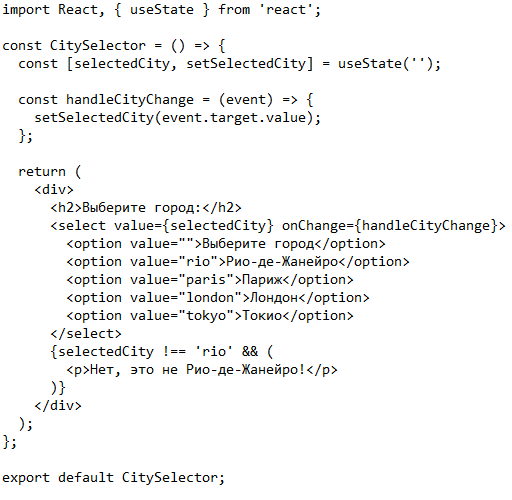 import React, { useState } from 'react';

const CitySelector = () => {
  const [selectedCity, setSelectedCity] = useState('');

  const handleCityChange = (event) => {
    setSelectedCity(event.target.value);
  };

  return (
    <div>
      <h2>Выберите город:</h2>
      <select value={selectedCity} onChange={handleCityChange}>
        <option value="">Выберите город</option>
        <option value="rio">Рио-де-Жанейро</option>
        <option value="paris">Париж</option>
        <option value="london">Лондон</option>
        <option value="tokyo">Токио</option>
      </select>
      {selectedCity !== 'rio' && (
        <p>Нет, это не Рио-де-Жанейро!</p>
      )}
    </div>
  );
};

export default CitySelector;